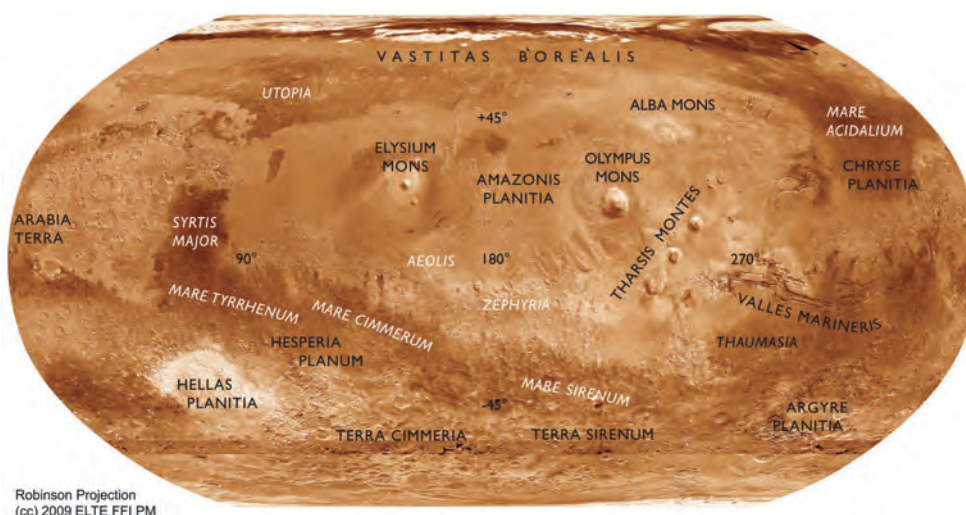 VASTITAS BOREALIS
UTOPIA
ALBA MONS
MARE
ACIDALIUM
+45°
ELYSIUM
MONS
OLYMPUS
MONS
AMAZONIS
PLANITIA
CHRYSE
PLANITIA
ARABIA
TERRA
SYRTIS
MAJOR
THARSIS MONTES
90°
AEOLIS
180°
270°
MARE TYRRHENUM
MARE CIMMERUM
ZEPHYRIA
VALLES MARINERIS
HESPERIA
PLANUM
THAUMASIA
HELLAS
PLANITIA
MABE SIRENUM
-45°
ARGYRE
PLANITIA
TERRA CIMMERIA
TERRA SIRENUM
Robinson Projection
(cc) 2009 ELTE FFI PM